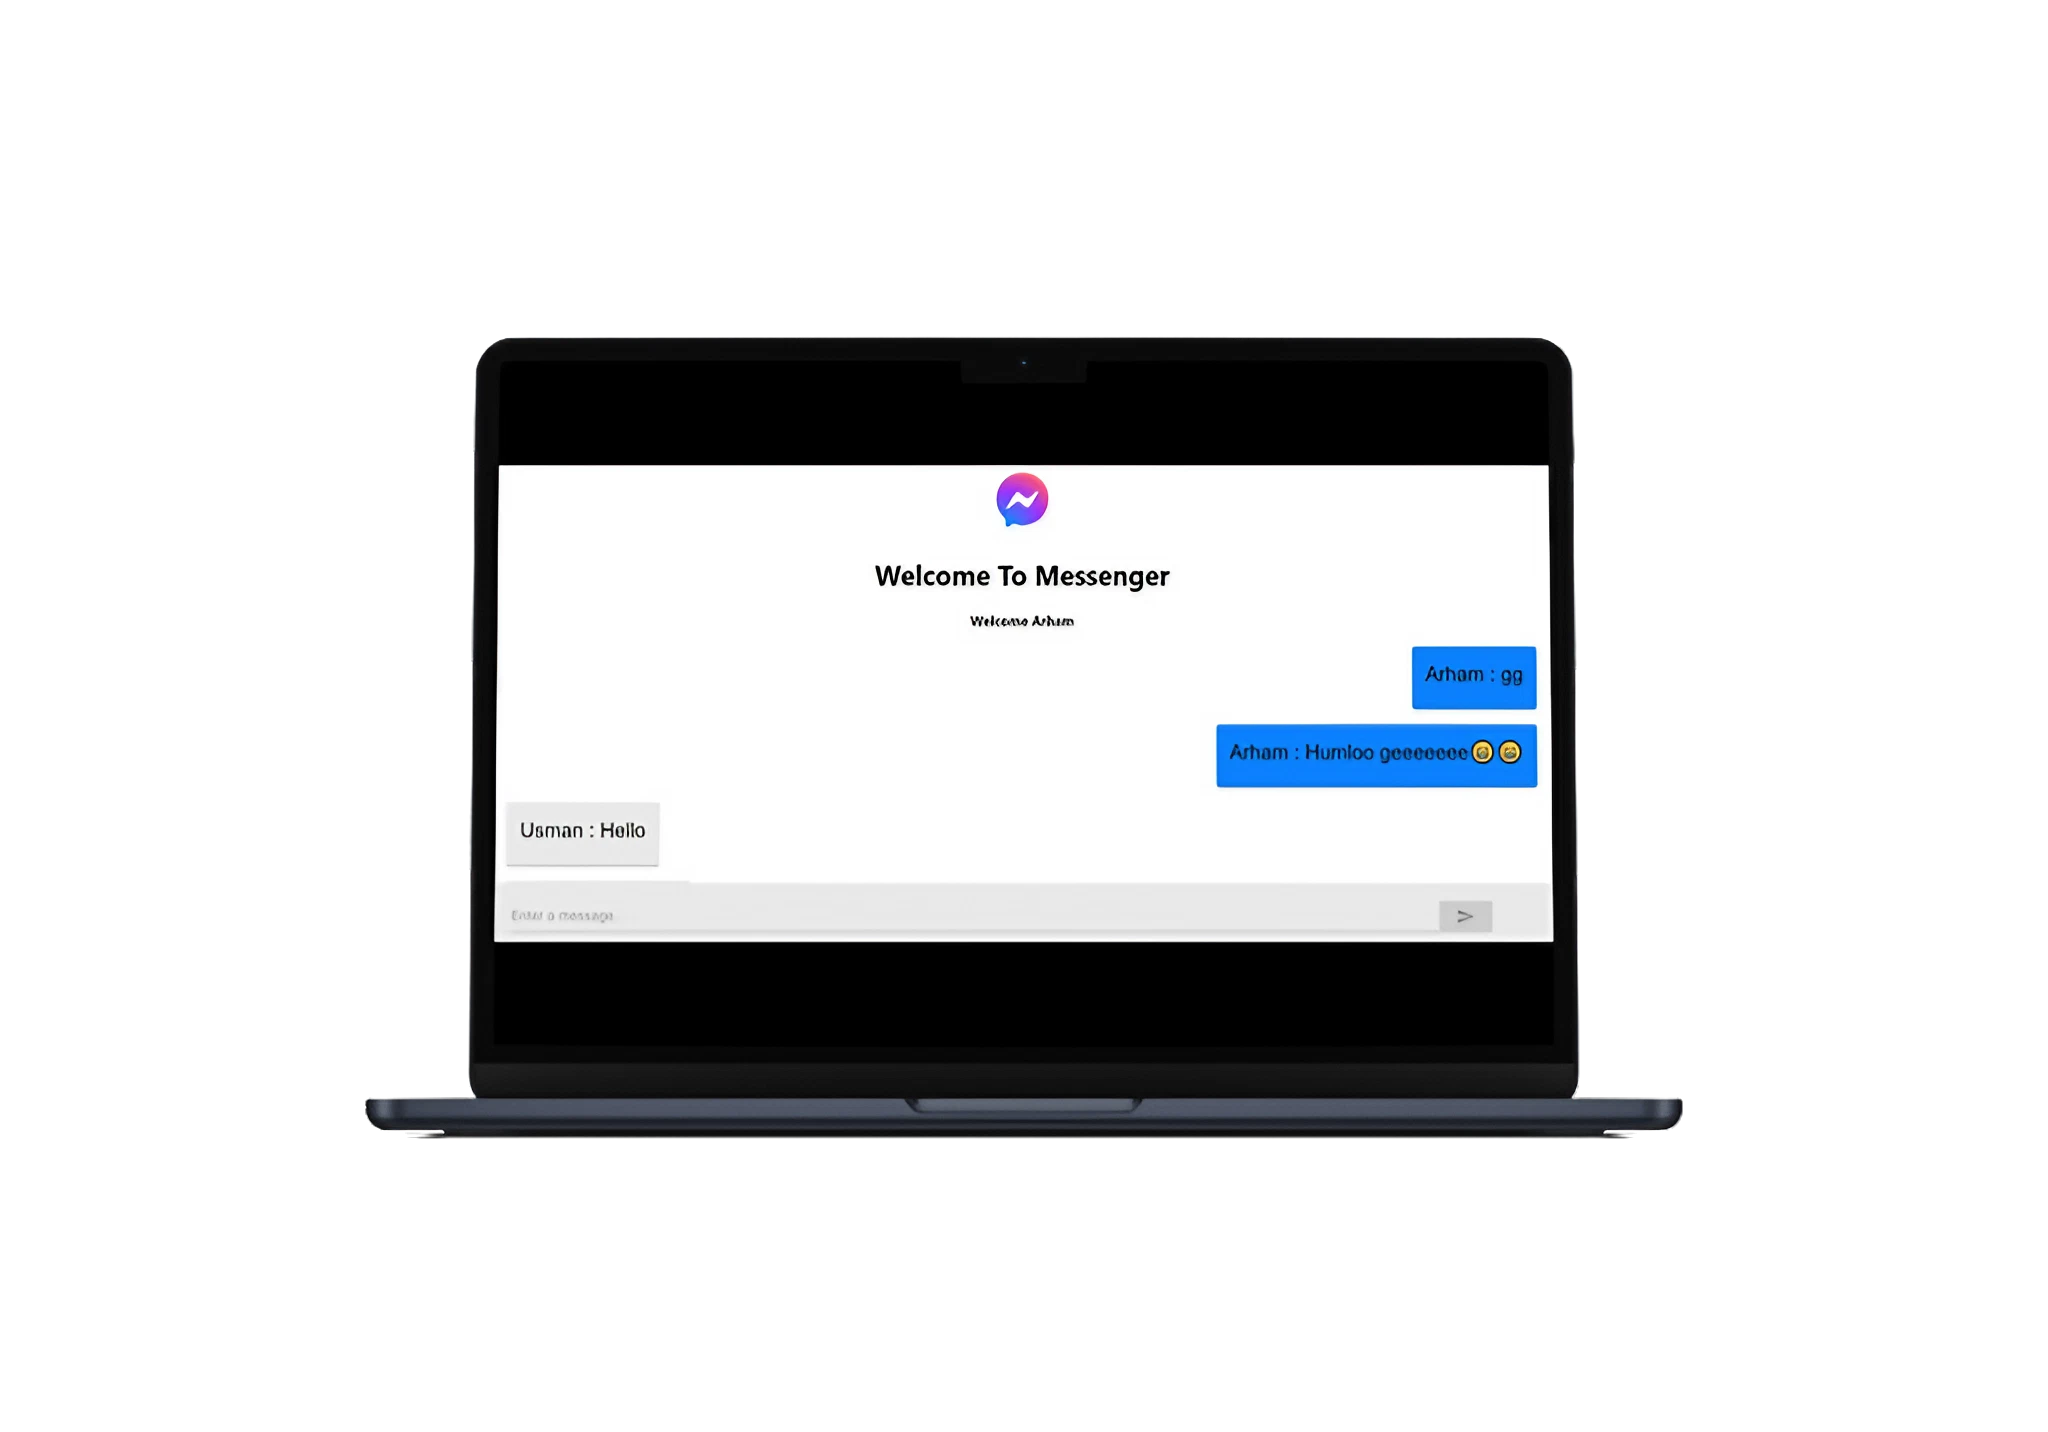 Welcome To Messenger
Welcome Arham
Arham : gg
Arham : Humloo geeeeeee
Usman : Hello
Enter a message